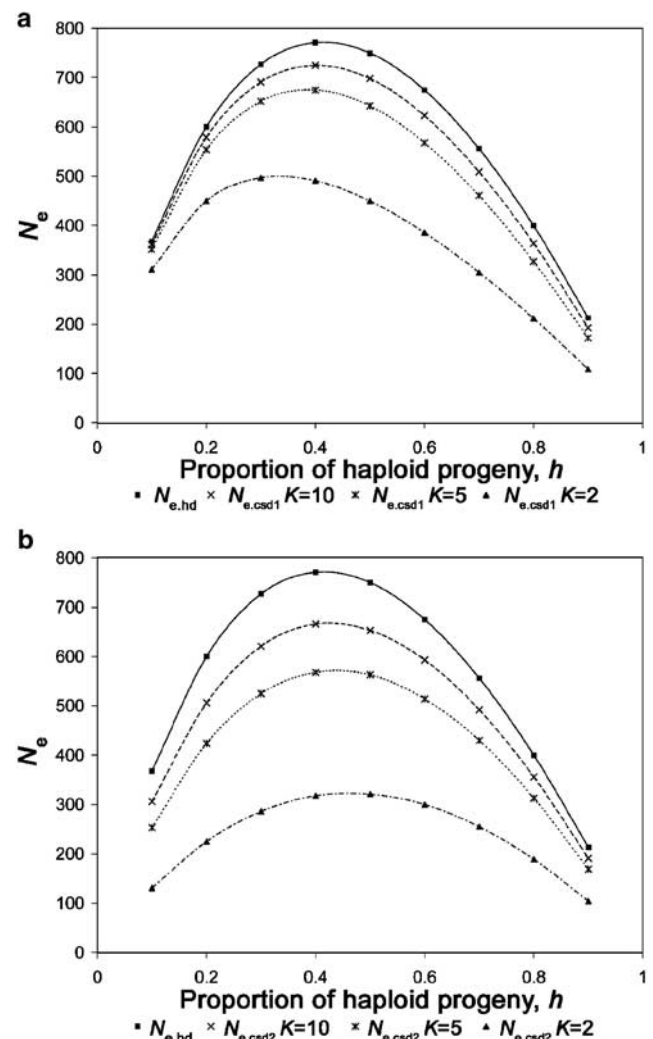 a
800
700
600
500
400
300
200
100
0
Ne
0 0.2 0.4 0.6 0.8 1
Proportion of haploid progeny, h
▪ Ne.hd × Ne.csd1 K=10 ✶ Ne.csd1 K=5 ▲ Ne.csd1 K=2
b
800
700
600
500
400
300
200
100
0
Ne
0 0.2 0.4 0.6 0.8 1
Proportion of haploid progeny, h
▪ Ne.hd × Ne.csd2 K=10 ✶ Ne.csd2 K=5 ▲ Ne.csd2 K=2